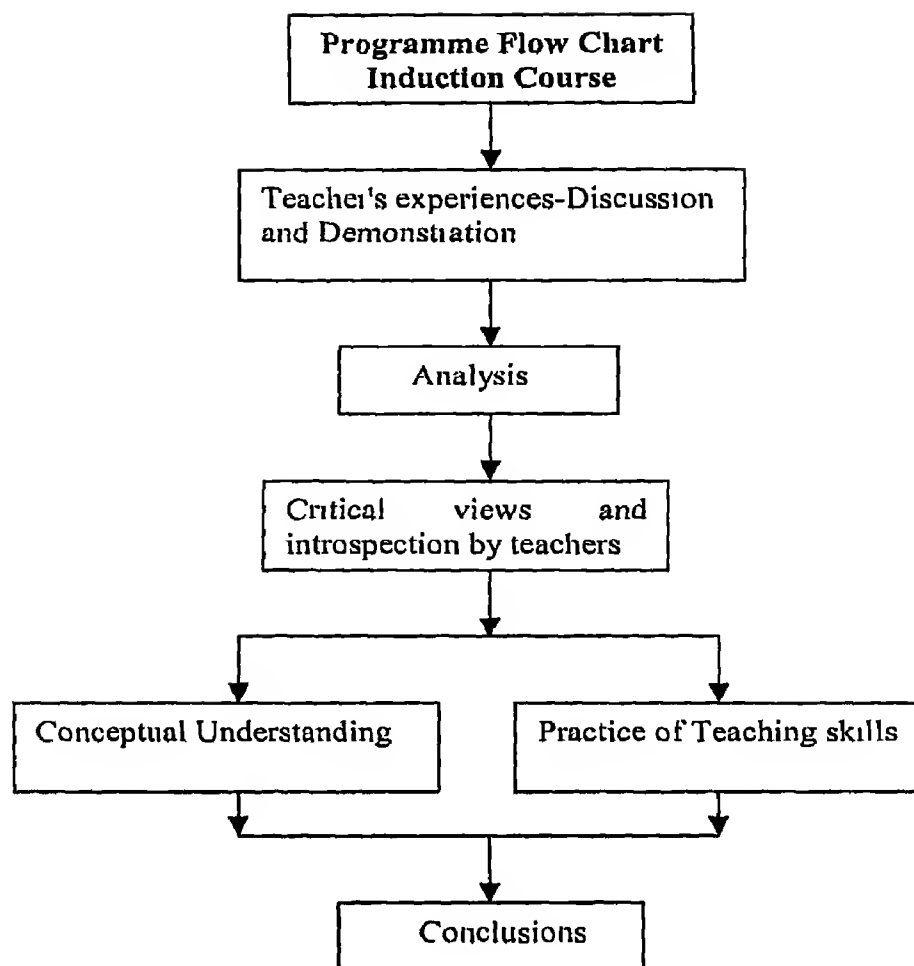 Programme Flow Chart
Induction Course
Teacher's experiences-Discussion
and Demonstration
Analysis
Critical views and
introspection by teachers
Conceptual Understanding
Practice of Teaching skills
Conclusions